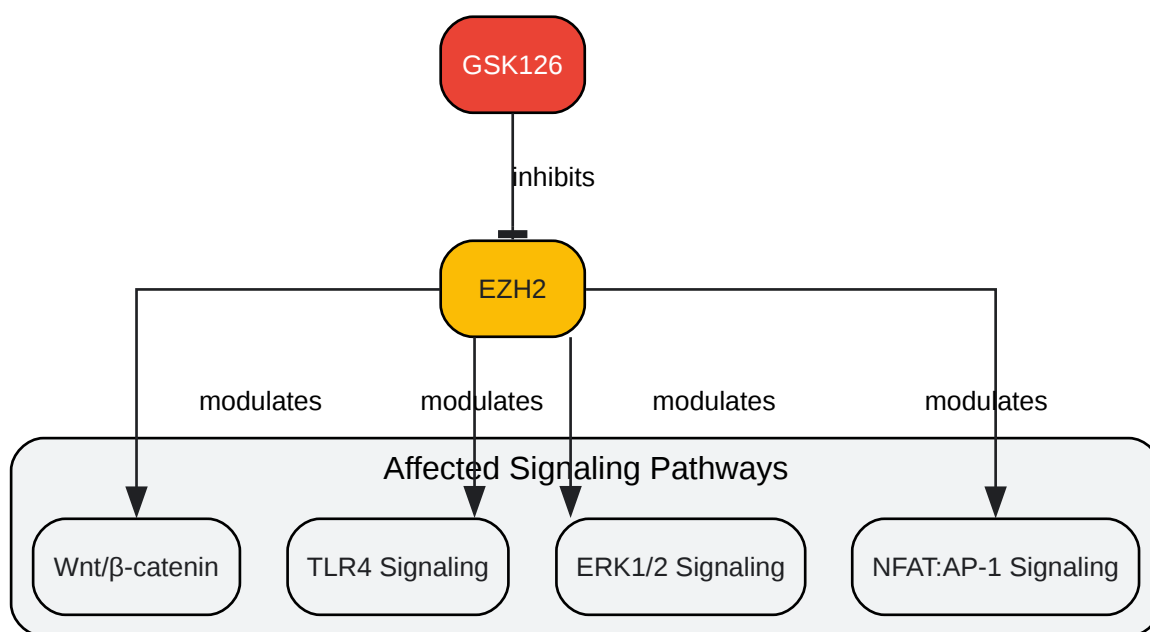 GSK126
inhibits
EZH2
modulates
modulates
modulates
modulates
Affected Signaling Pathways
Wnt/β-catenin
TLR4 Signaling
ERK1/2 Signaling
NFAT:AP-1 Signaling